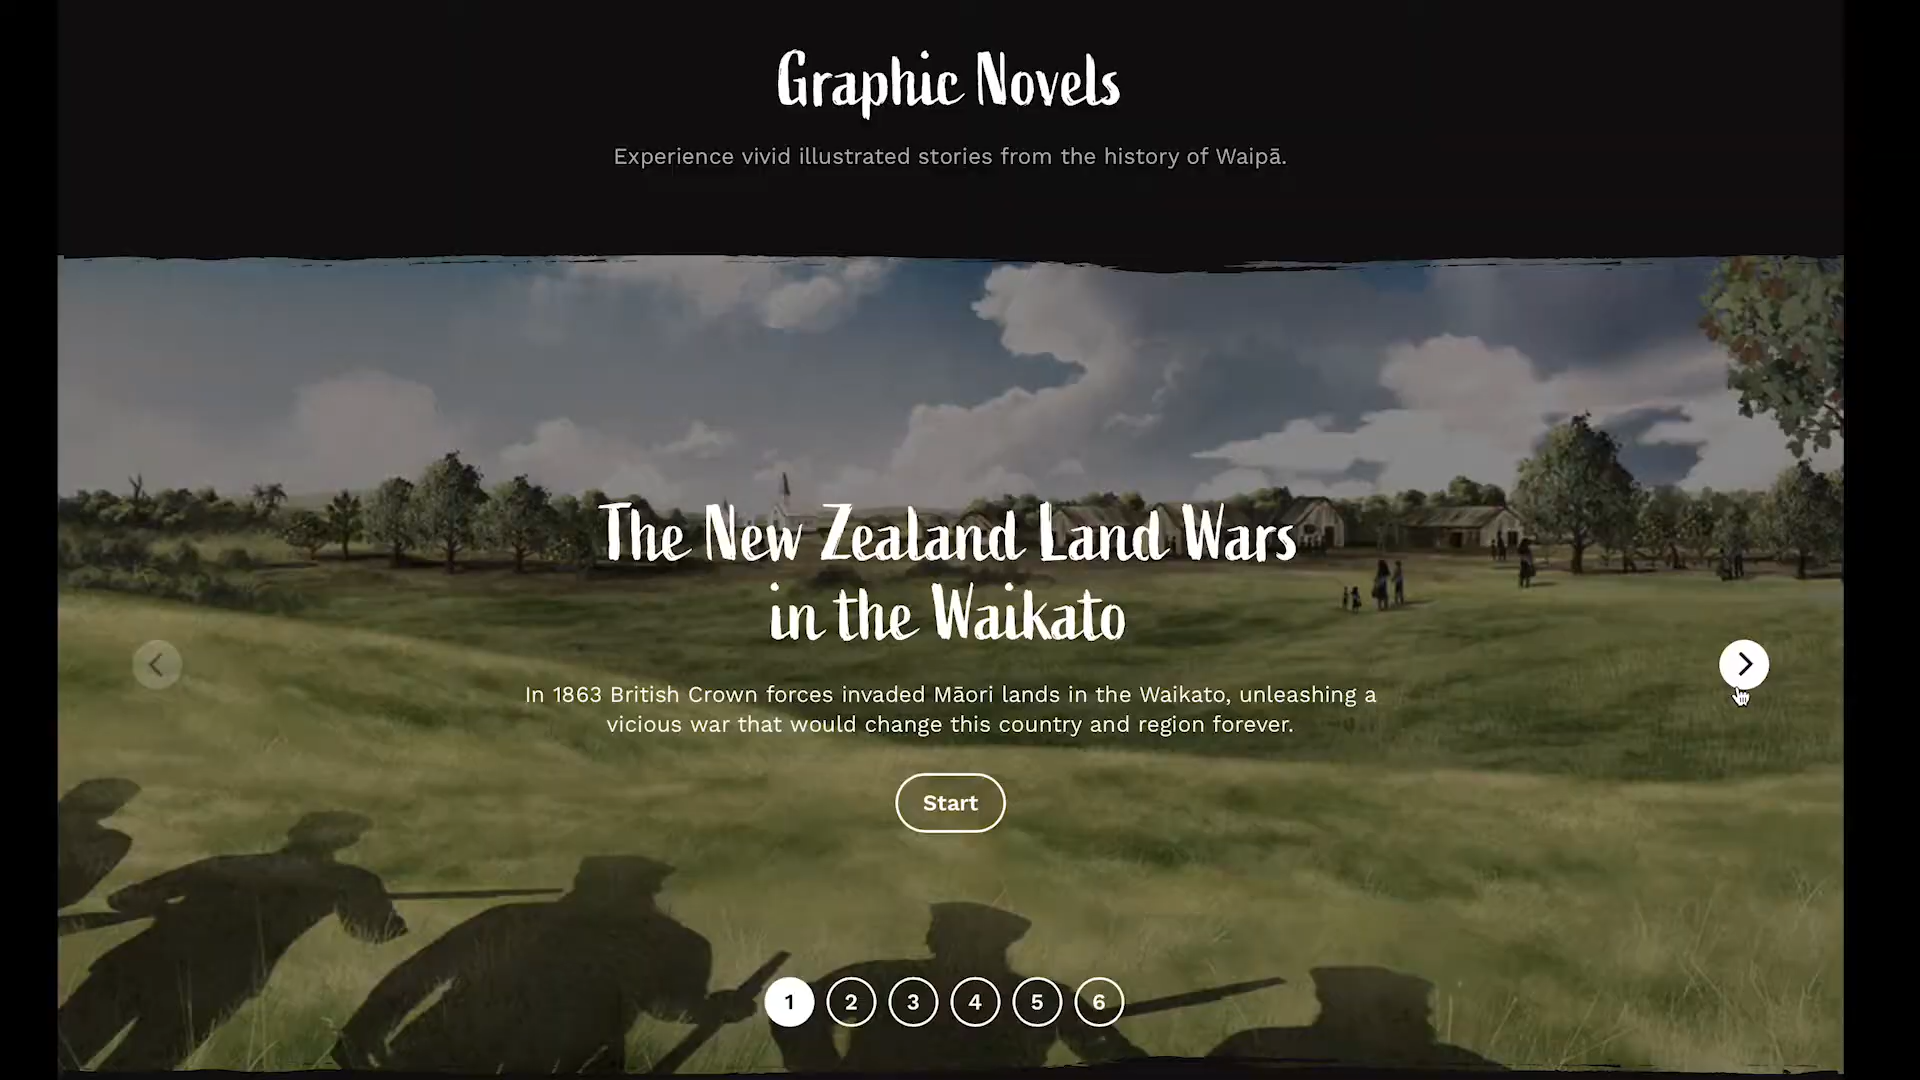 Graphic Novels
Experience vivid illustrated stories from the history of Waipā.
The New Zealand Land Wars
in the Waikato
In 1863 British Crown forces invaded Māori lands in the Waikato, unleashing a
vicious war that would change this country and region forever.
Start
1 2 3 4 5 6